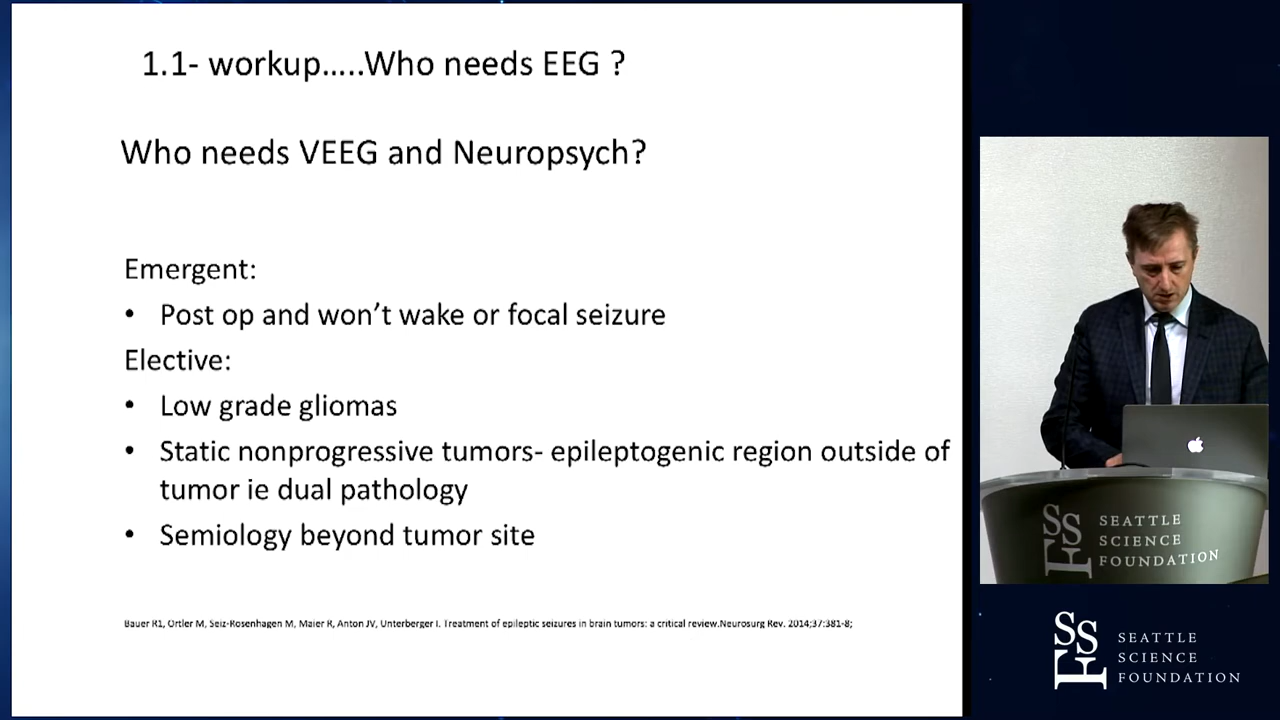 1.1- workup.....Who needs EEG ?
Who needs VEEG and Neuropsych?
Emergent:
• Post op and won’t wake or focal seizure
Elective:
• Low grade gliomas
• Static nonprogressive tumors- epileptogenic region outside of
tumor ie dual pathology
• Semiology beyond tumor site
Bauer R1, Ortler M, Seiz-Rosenhagen M, Maier R, Anton JV, Unterberger I. Treatment of epileptic seizures in brain tumors: a critical review.Neurosurg Rev. 2014;37:381-8;
SSF
SEATTLE
SCIENCE
FOUNDATION
SSF
SEATTLE
SCIENCE
FOUNDATION